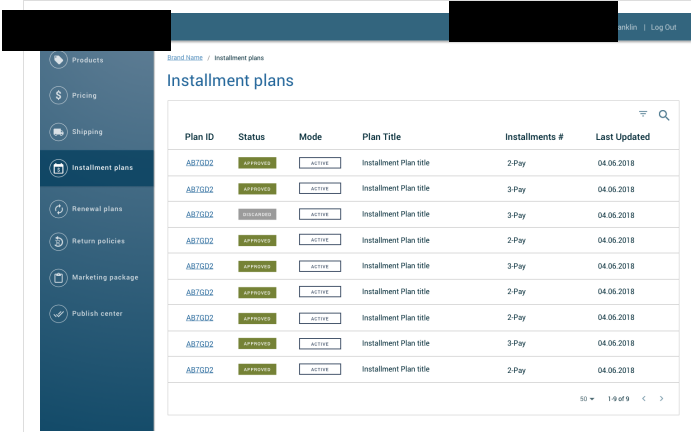 anklin | Log Out
Products
Pricing
Shipping
Installment plans
Renewal plans
Return policies
Marketing package
Publish center
Brand Name / Installment plans
Installment plans
Plan ID Status Mode Plan Title Installments # Last Updated
AB7GD2 APPROVED ACTIVE Installment Plan title 2-Pay 04.06.2018
AB7GD2 APPROVED ACTIVE Installment Plan title 3-Pay 04.06.2018
AB7GD2 DISCARDED ACTIVE Installment Plan title 3-Pay 04.06.2018
AB7GD2 APPROVED ACTIVE Installment Plan title 2-Pay 04.06.2018
AB7GD2 APPROVED ACTIVE Installment Plan title 3-Pay 04.06.2018
AB7GD2 APPROVED ACTIVE Installment Plan title 2-Pay 04.06.2018
AB7GD2 APPROVED ACTIVE Installment Plan title 2-Pay 04.06.2018
AB7GD2 APPROVED ACTIVE Installment Plan title 3-Pay 04.06.2018
AB7GD2 APPROVED ACTIVE Installment Plan title 2-Pay 04.06.2018
50 1-9 of 9